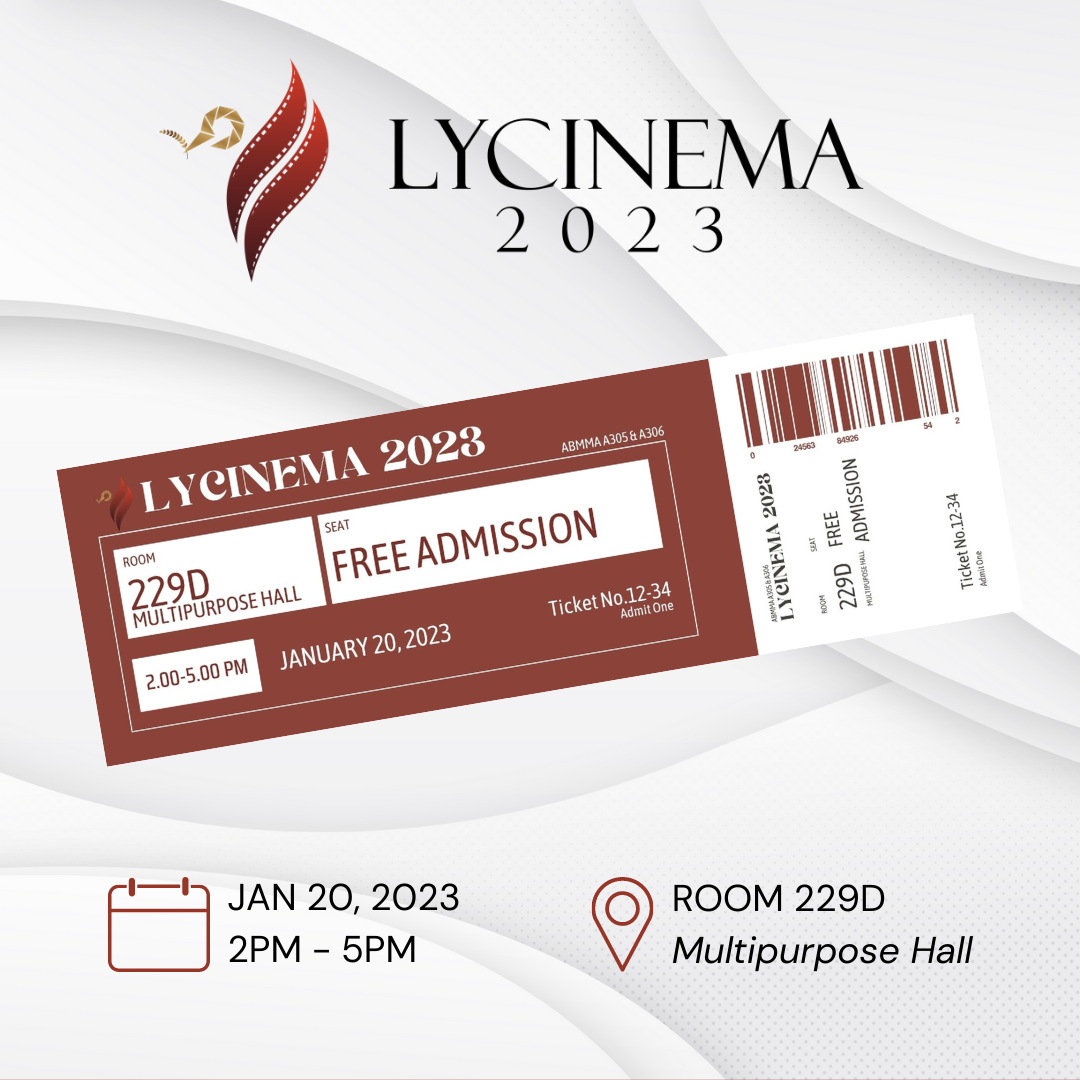 LYCINEMA
2023
LYCINEMA 2023
ABMMA A305 & A306
ROOM
229D
MULTIPURPOSE HALL
SEAT
FREE ADMISSION
2.00-5.00 PM
JANUARY 20, 2023
Ticket No.12-34
Admit One
0 24563 84926 54 2
ABMMA A305 & A306
LYCINEMA 2023
ROOM
229D
MULTIPURPOSE HALL
SEAT
FREE
ADMISSION
Ticket No.12-34
Admit One
JAN 20, 2023
2PM - 5PM
ROOM 229D
Multipurpose Hall